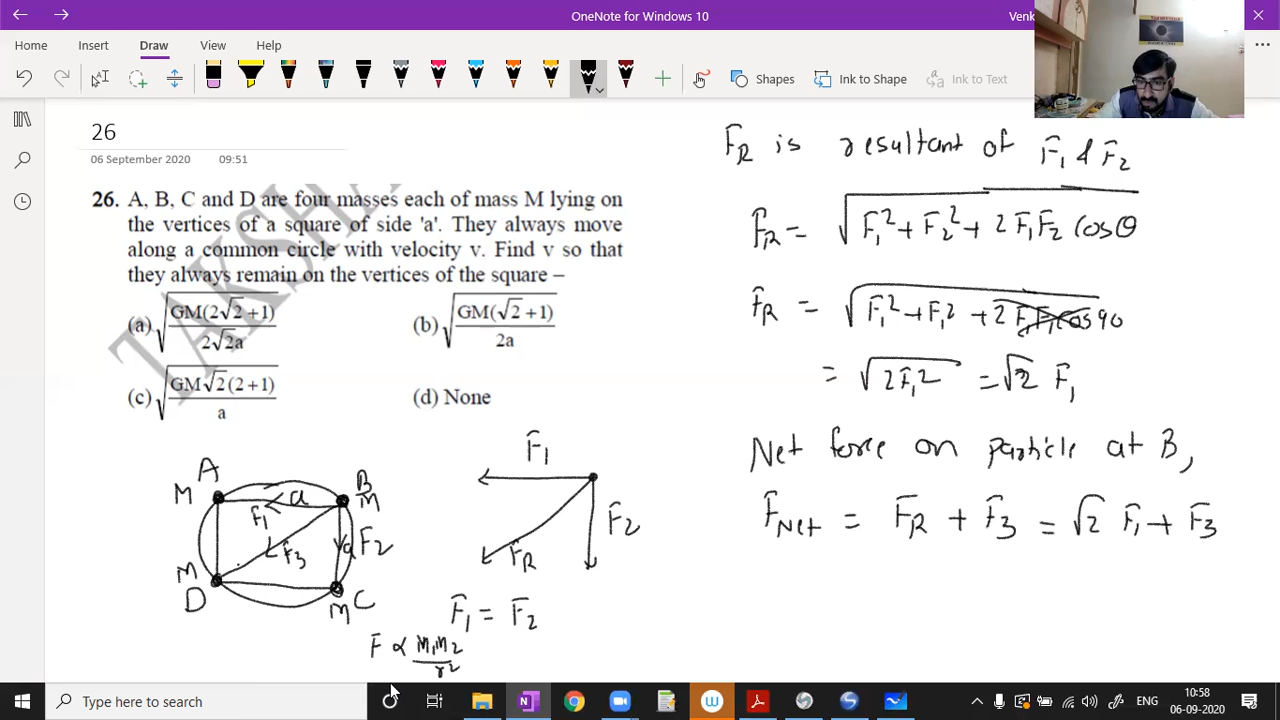 OneNote for Windows 10
Venk
Home Insert Draw View Help
Shapes
Ink to Shape
Ink to Text
26
06 September 2020 09:51
26. A, B, C and D are four masses each of mass M lying on
the vertices of a square of side 'a'. They always move
along a common circle with velocity v. Find v so that
they always remain on the vertices of the square –
(a) √(GM(2√2+1)/2√2a)
(b) √(GM(√2+1)/2a)
(c) √(GM√2(2+1)/a)
(d) None
TAKSH
A B M M a F1 F3 a F2 M D M C
F1 F2 FR
F1 = F2
F ∝ M1M2/r²
FR is resultant of F1 & F2
FR = √(F1² + F2² + 2F1F2 cosθ)
FR = √(F1² + F1² + 2F1F1cos90)
= √(2F1²) = √2 F1
Net force on particle at B,
FNet = FR + F3 = √2 F1 + F3
Type here to search
W
ENG
10:58
06-09-2020